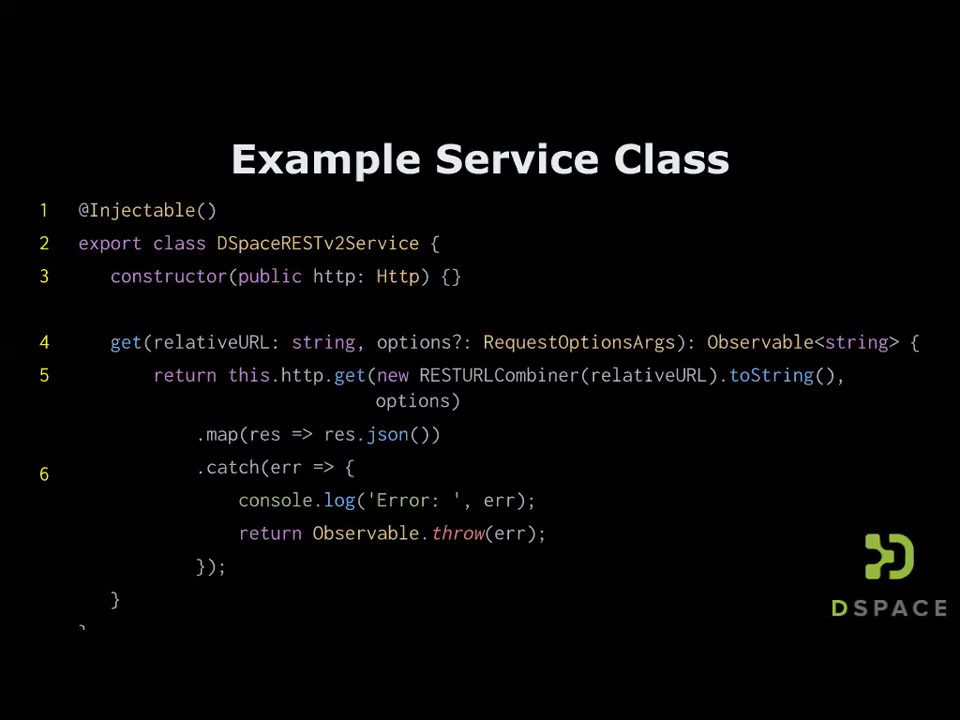 Example Service Class
1 @Injectable()
2 export class DSpaceRESTv2Service {
3 constructor(public http: Http) {}
4 get(relativeURL: string, options?: RequestOptionsArgs): Observable<string> {
5 return this.http.get(new RESTURLCombiner(relativeURL).toString(),
options)
.map(res => res.json())
6 .catch(err => {
console.log('Error: ', err);
return Observable.throw(err);
});
}
}
DSPACE